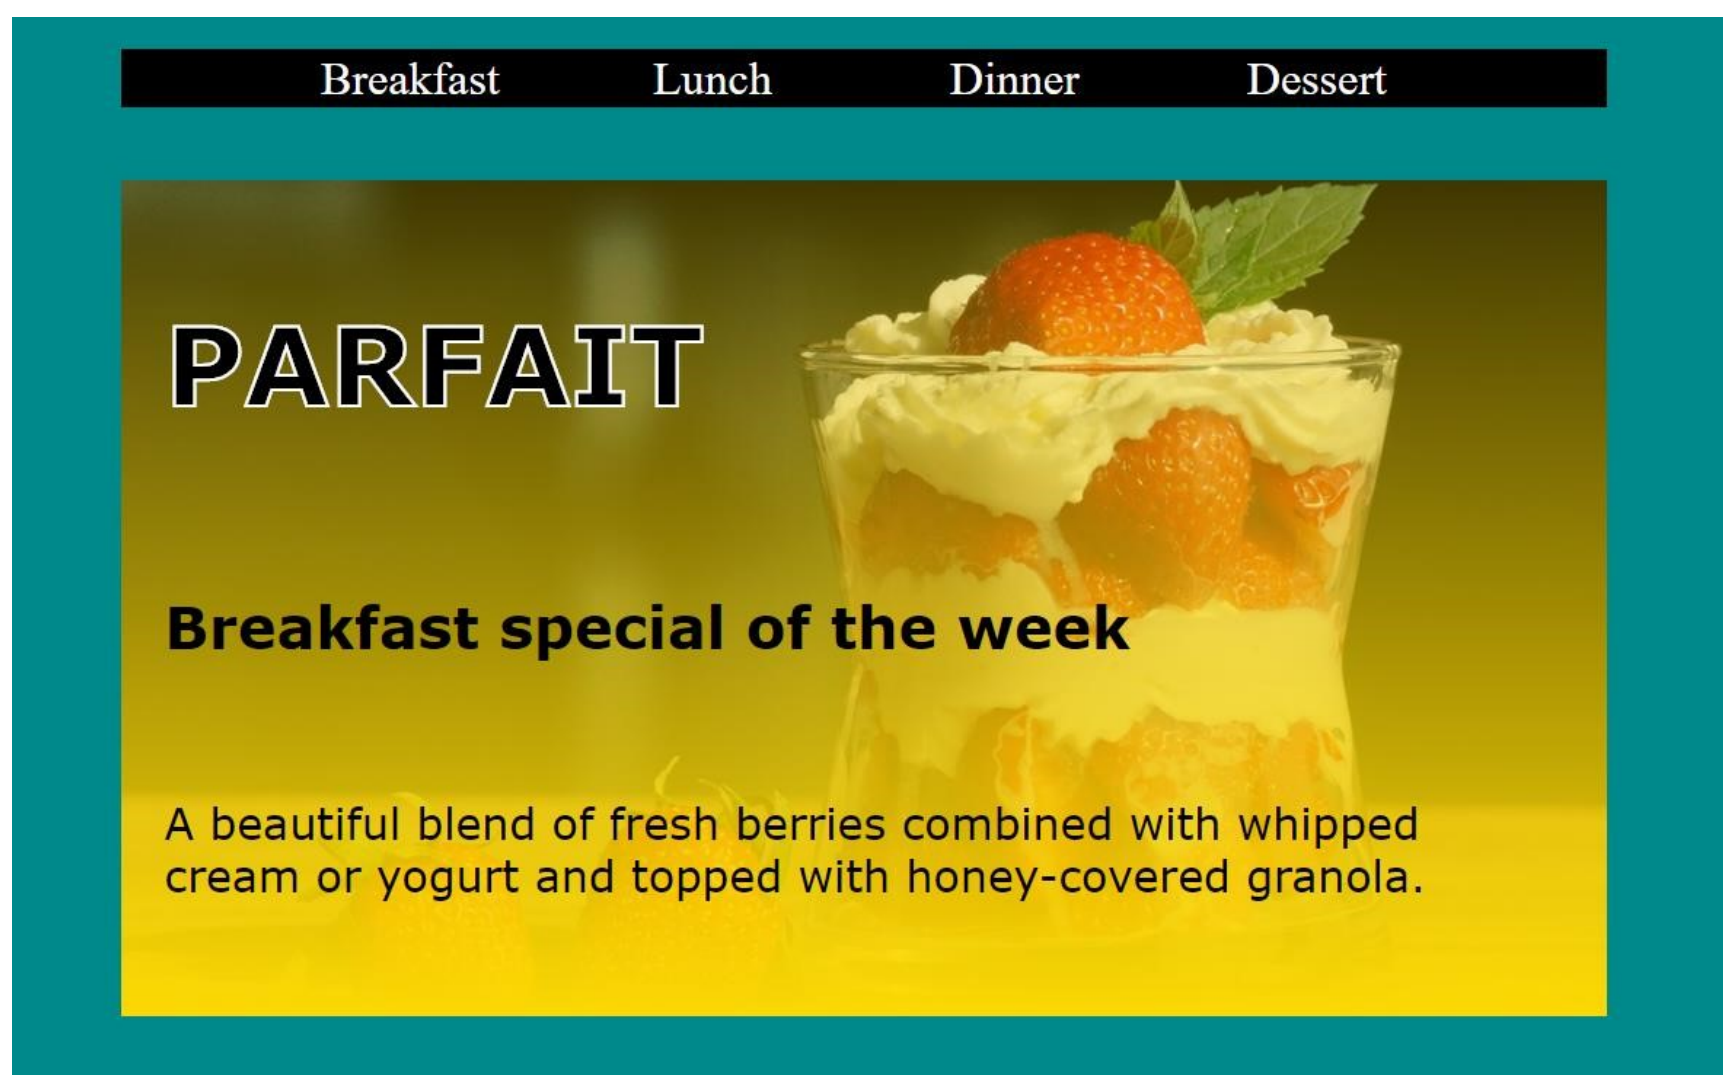 Breakfast Lunch Dinner Dessert
PARFAIT
Breakfast special of the week
A beautiful blend of fresh berries combined with whipped
cream or yogurt and topped with honey-covered granola.